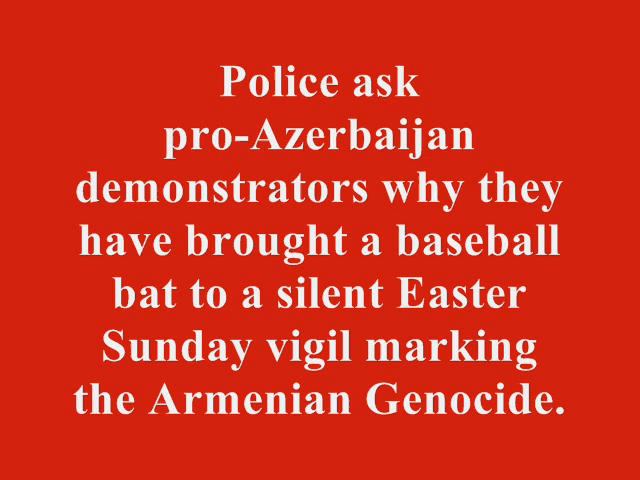 Police ask
pro-Azerbaijan
demonstrators why they
have brought a baseball
bat to a silent Easter
Sunday vigil marking
the Armenian Genocide.